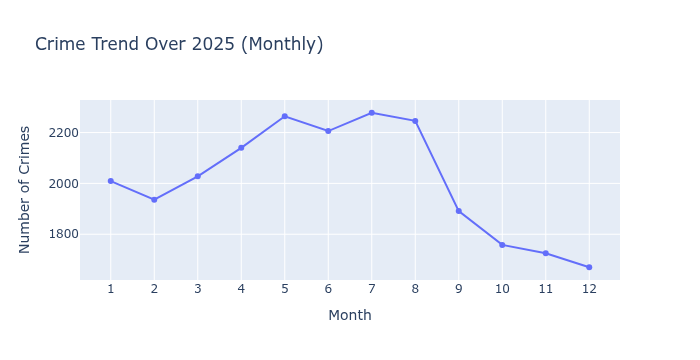 Crime Trend Over 2025 (Monthly)
Number of Crimes
2200
2000
1800
1 2 3 4 5 6 7 8 9 10 11 12
Month